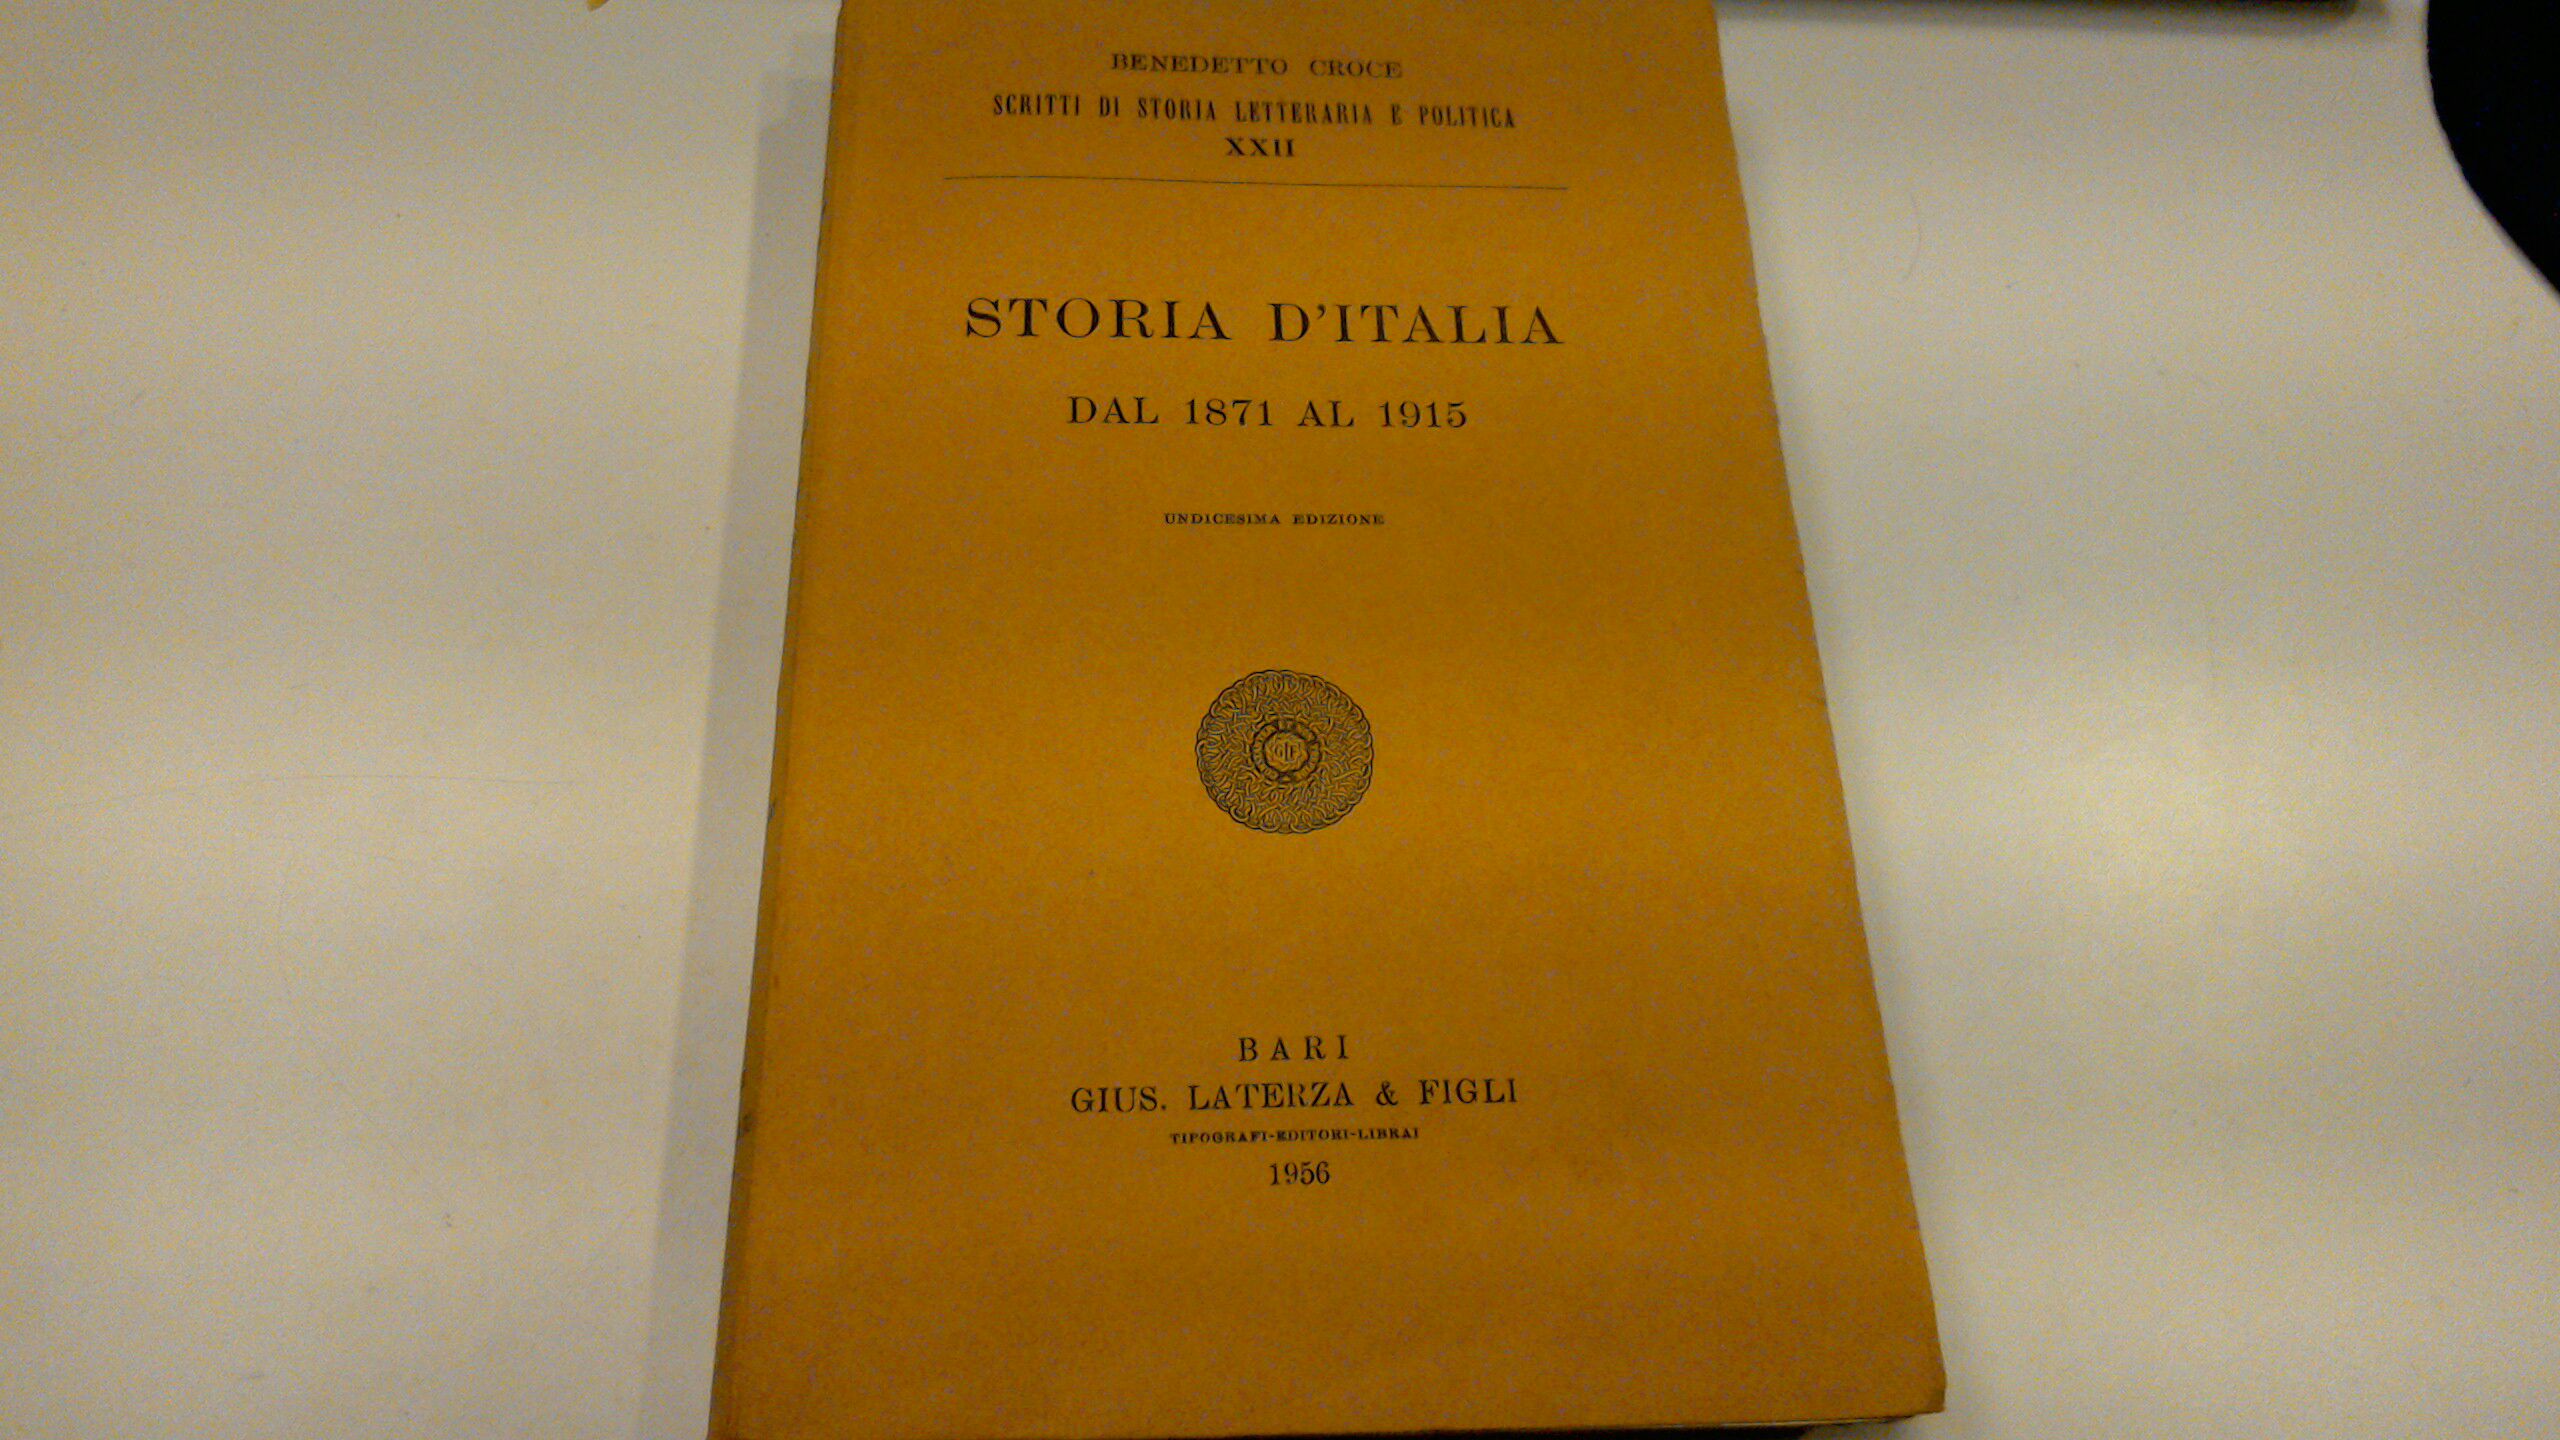 BENEDETTO CROCE
SCRITTI DI STORIA LETTERARIA E POLITICA
XXII
STORIA D'ITALIA
DAL 1871 AL 1915
UNDICESIMA EDIZIONE
BARI
GIUS. LATERZA & FIGLI
TIPOGRAFI-EDITORI-LIBRAI
1956